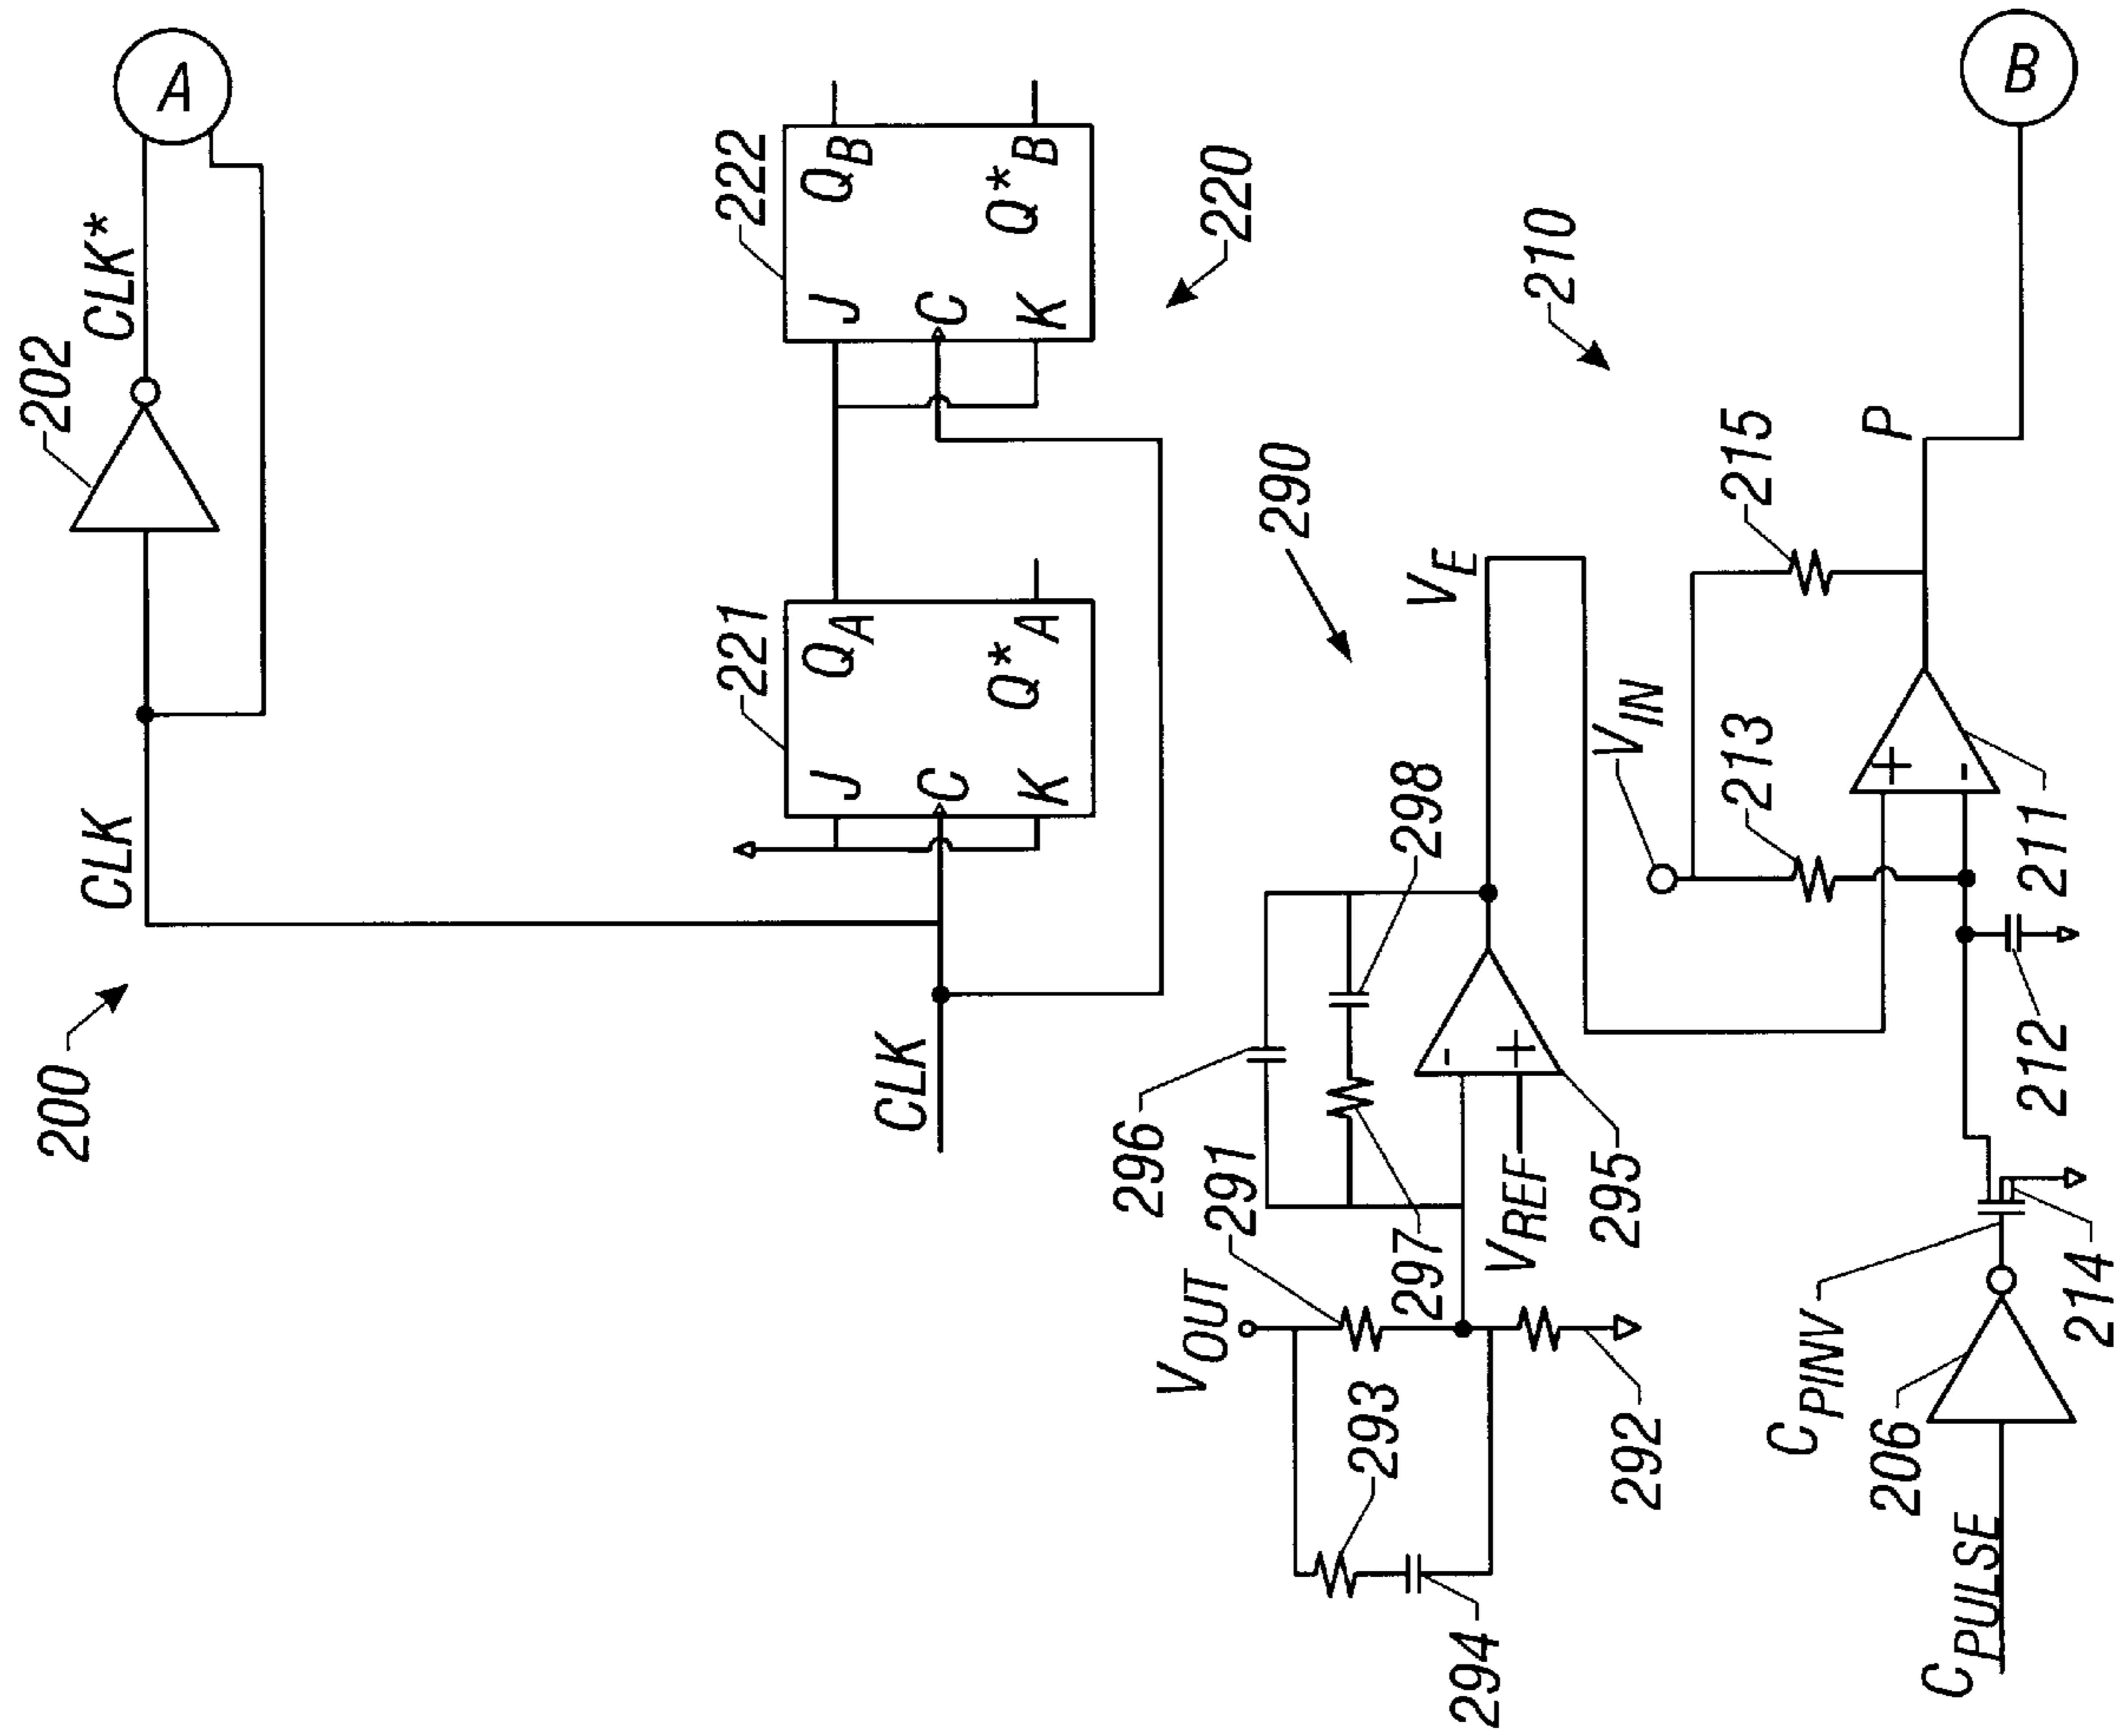 200
CLK
202
CLK*
A
CLK
221
J
C
K
QA
Q*A
222
J
C
K
QB
Q*B
220
290
VOUT
291
296
293
294
292
297
298
VREF
295
VE
210
VIN
213
215
P
B
CPULSE
206
CPINV
214
212
211
+
-
-
+